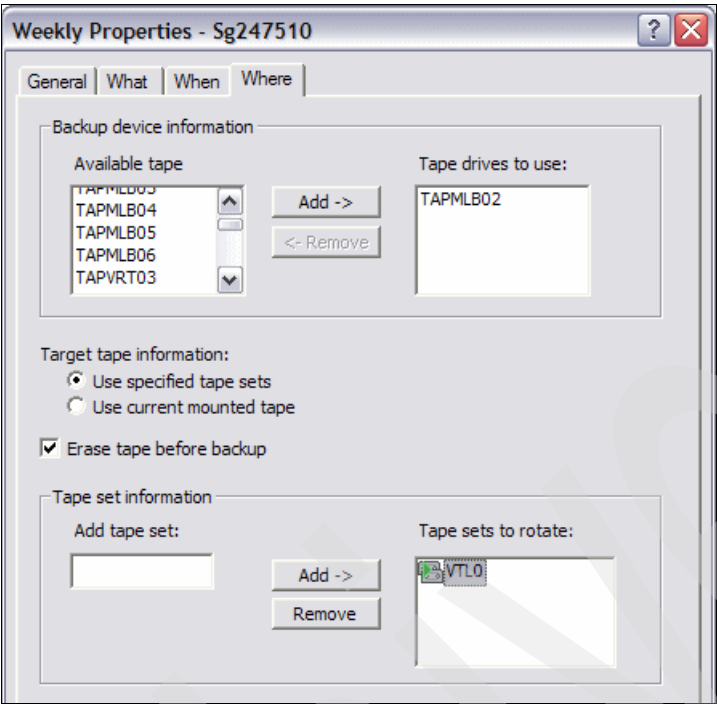 Weekly Properties - Sg247510
?
General What When Where
Backup device information
Available tape
TAPMLB04
TAPMLB05
TAPMLB06
TAPVRT03
Add ->
<- Remove
Tape drives to use:
TAPMLB02
Target tape information:
Use specified tape sets
Use current mounted tape
Erase tape before backup
Tape set information
Add tape set:
Add ->
Remove
Tape sets to rotate:
VTL0